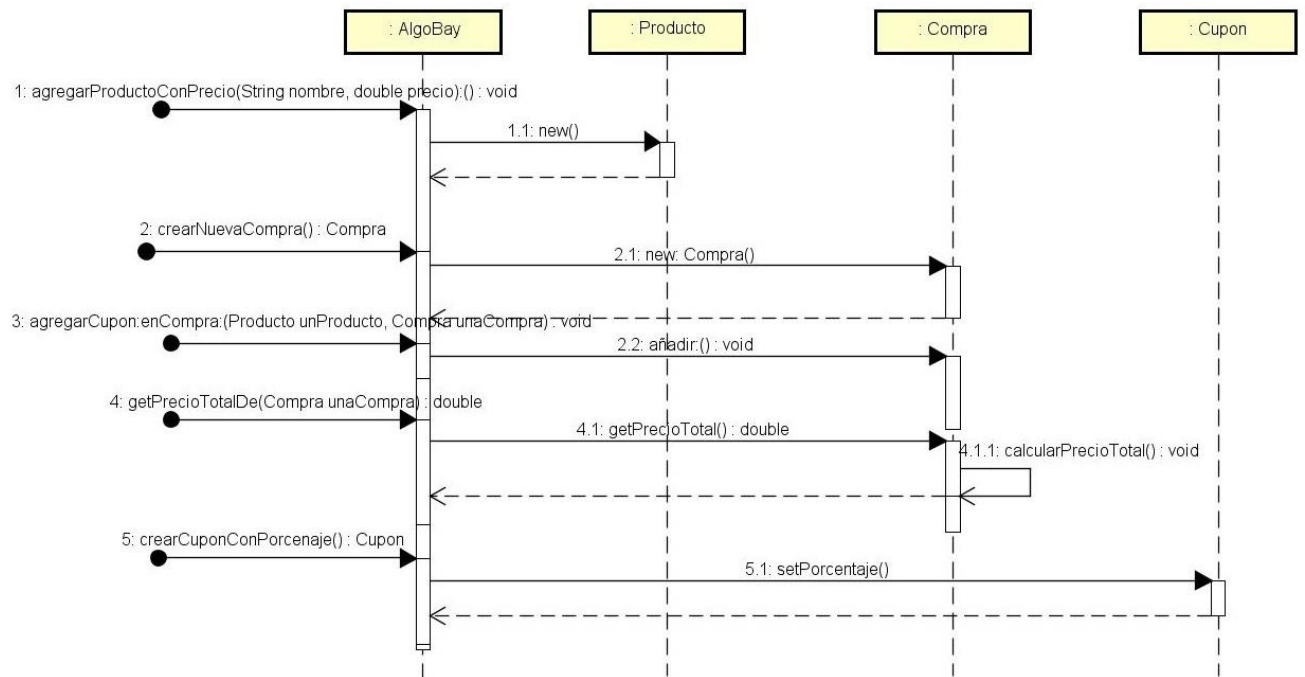 : AlgoBay
: Producto
: Compra
: Cupon
1: agregarProductoConPrecio(String nombre, double precio):() : void
1.1: new()
2: crearNuevaCompra() : Compra
2.1: new: Compra()
3: agregarCupon:enCompra:(Producto unProducto, Compra unaCompra) : void
2.2: añadir:() : void
4: getPrecioTotalDe(Compra unaCompra) : double
4.1: getPrecioTotal() : double
4.1.1: calcularPrecioTotal() : void
5: crearCuponConPorcenaje() : Cupon
5.1: setPorcentaje()